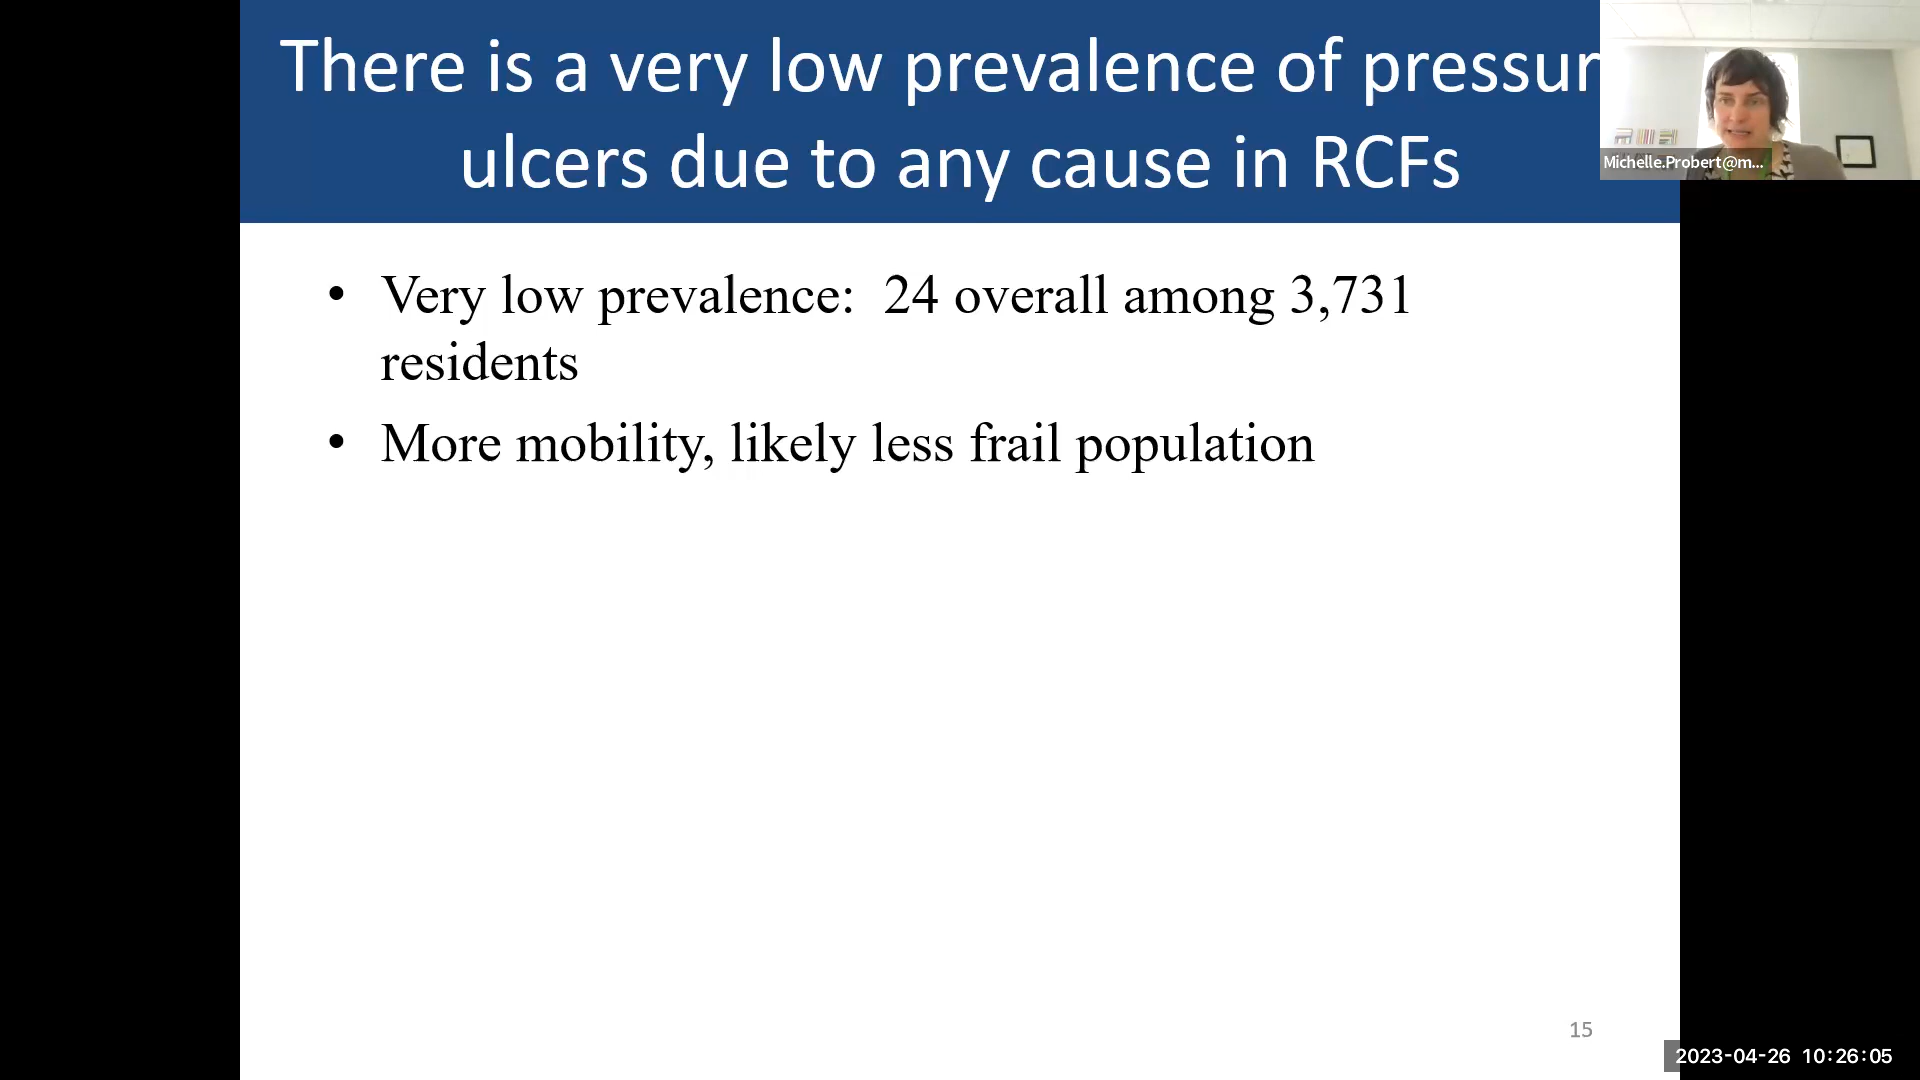 There is a very low prevalence of pressur
ulcers due to any cause in RCFs
Michelle.Probert@m...
• Very low prevalence:  24 overall among 3,731
residents
• More mobility, likely less frail population
15
2023-04-26 10:26:05